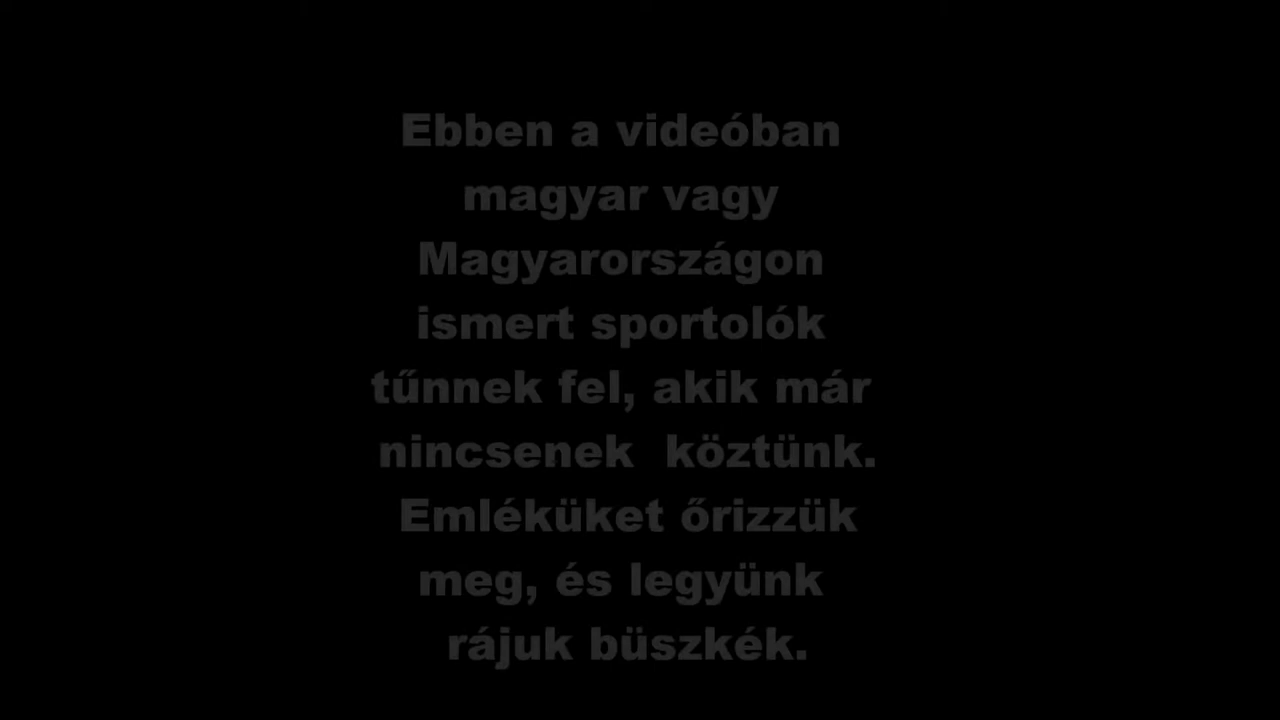 Ebben a videóban
magyar vagy
Magyarországon
ismert sportolók
tűnnek fel, akik már
nincsenek köztünk.
Emléküket őrizzük
meg, és legyünk
rájuk büszkék.